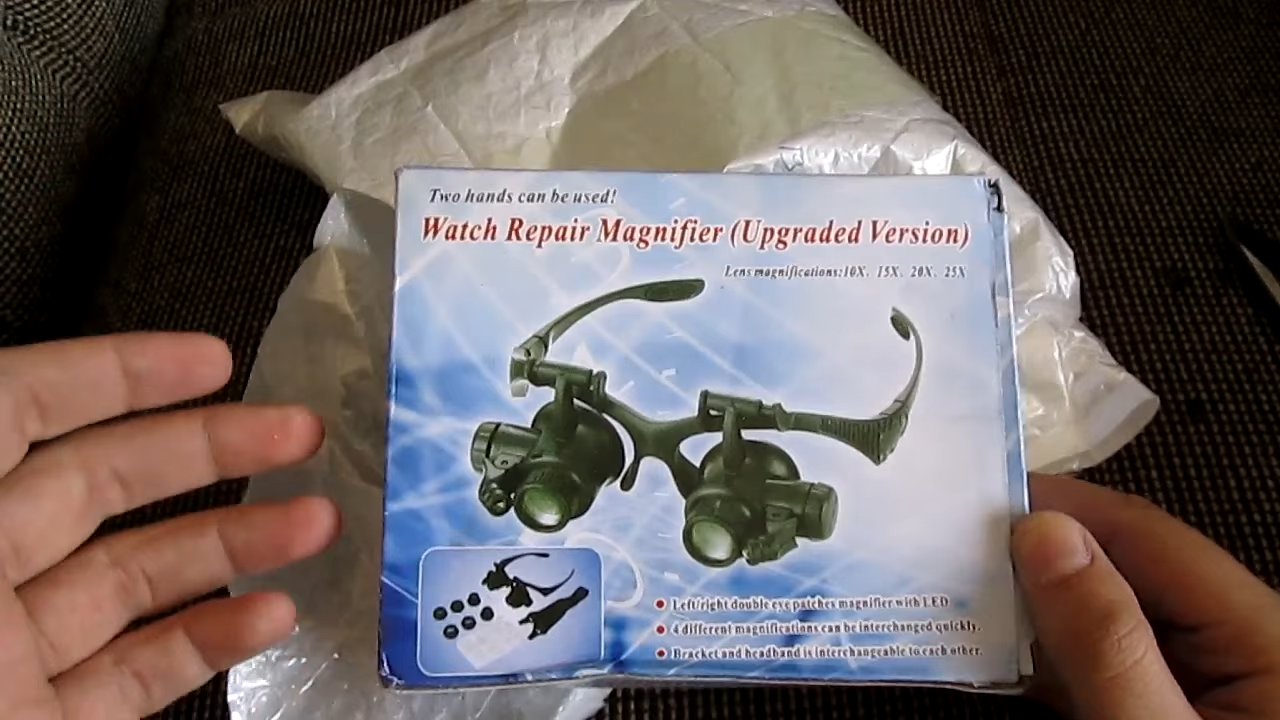 Two hands can be used!
Watch Repair Magnifier (Upgraded Version)
Lens magnifications:10X, 15X, 20X, 25X
Left/right double eye patches magnifier with LED
4 different magnifications can be interchanged quickly.
Bracket and headband is interchangeable to each other.